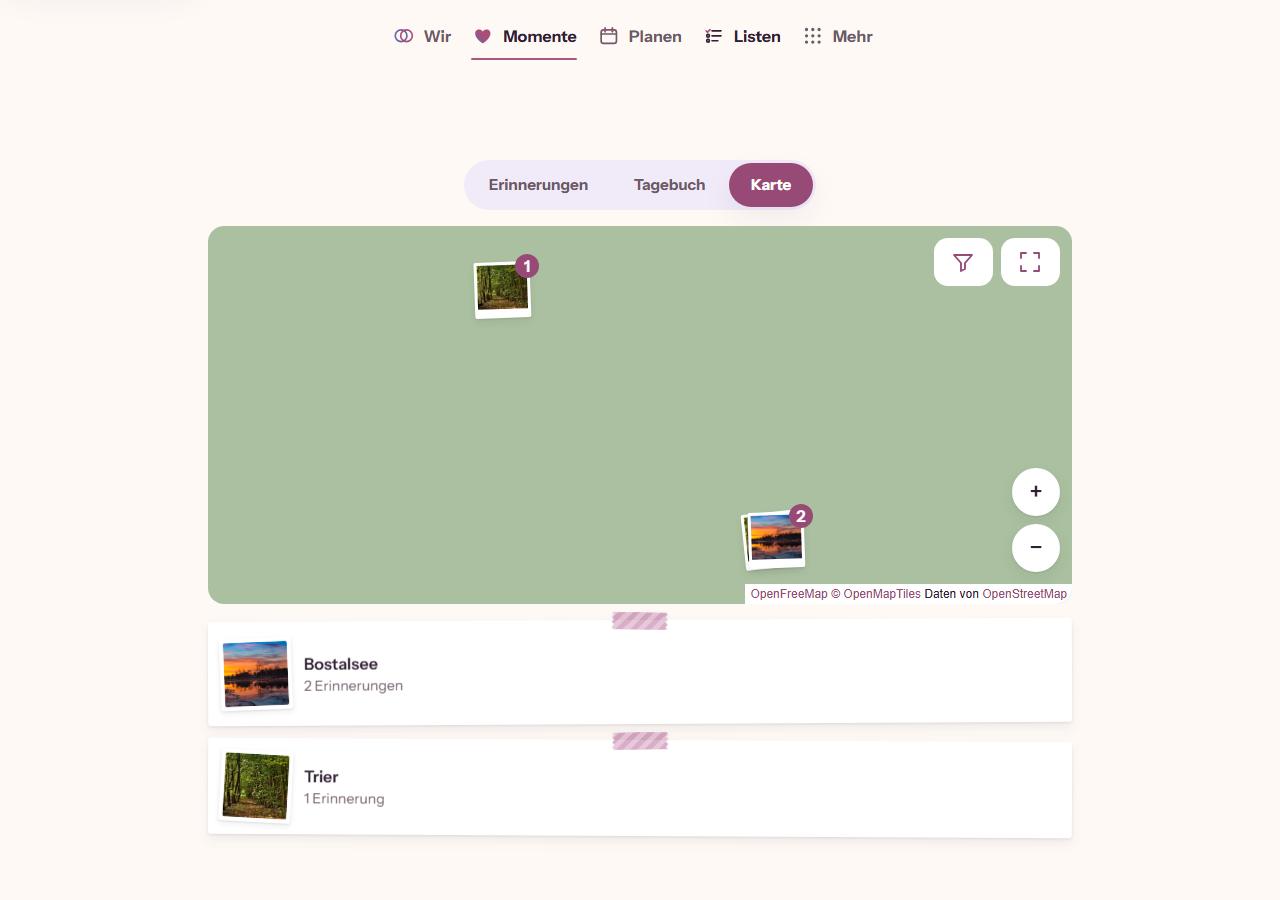 Wir
Momente
Planen
Listen
Mehr
Erinnerungen
Tagebuch
Karte
1
2
+
−
OpenFreeMap © OpenMapTiles Daten von OpenStreetMap
Bostalsee
2 Erinnerungen
Trier
1 Erinnerung